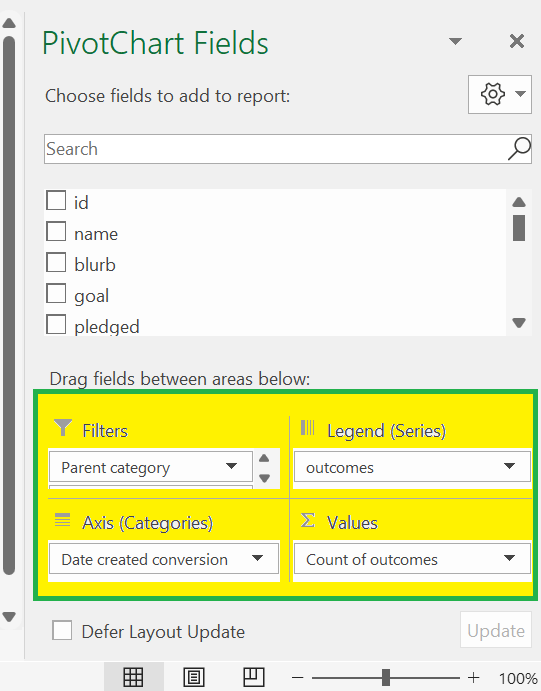 PivotChart Fields
Choose fields to add to report:
Search
id
name
blurb
goal
pledged
Drag fields between areas below:
Filters
Legend (Series)
Parent category
outcomes
Axis (Categories)
Values
Date created conversion
Count of outcomes
Defer Layout Update
Update
100%